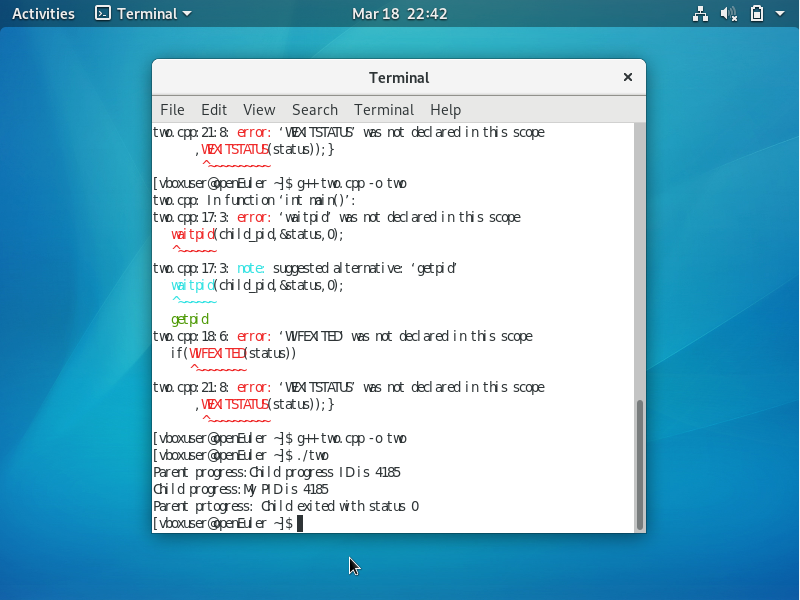 Activities Terminal Mar 18 22:42
Terminal
File Edit View Search Terminal Help
two.cpp:21:8: error: ‘WEXITSTATUS’ was not declared in this scope
,WEXITSTATUS(status));}
^~~~~~~~~~~
[vboxuser@openEuler ~]$ g++ two.cpp -o two
two.cpp: In function ‘int main()’:
two.cpp:17:3: error: ‘waitpid’ was not declared in this scope
waitpid(child_pid,&status,0);
^~~~~~~
two.cpp:17:3: note: suggested alternative: ‘getpid’
waitpid(child_pid,&status,0);
^~~~~~~
getpid
two.cpp:18:6: error: ‘WIFEXITED’ was not declared in this scope
if(WIFEXITED(status))
^~~~~~~~~
two.cpp:21:8: error: ‘WEXITSTATUS’ was not declared in this scope
,WEXITSTATUS(status));}
^~~~~~~~~~~
[vboxuser@openEuler ~]$ g++ two.cpp -o two
[vboxuser@openEuler ~]$ ./two
Parent progress:Child progress ID is 4185
Child progress:My PID is 4185
Parent prtogress: Child exited with status 0
[vboxuser@openEuler ~]$